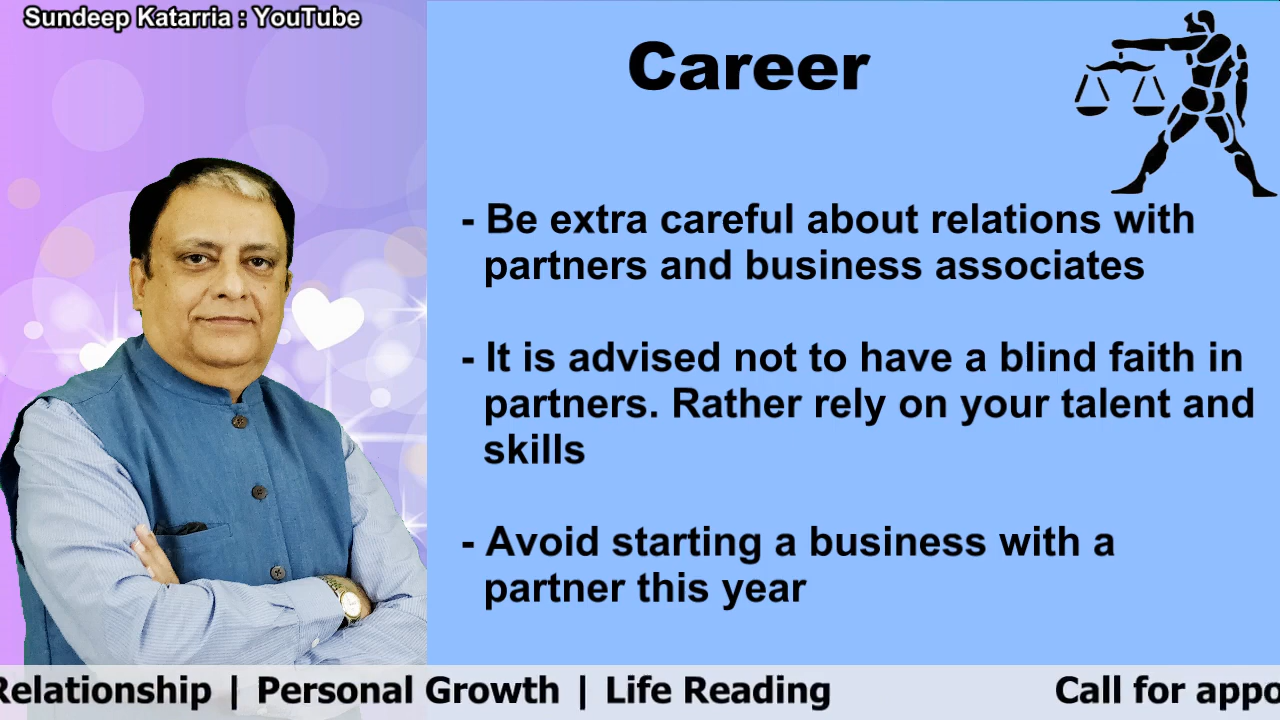 Sundeep Katarria : YouTube
Career
- Be extra careful about relations with
partners and business associates
- It is advised not to have a blind faith in
partners. Rather rely on your talent and
skills
- Avoid starting a business with a
partner this year
Relationship | Personal Growth | Life Reading
Call for appo